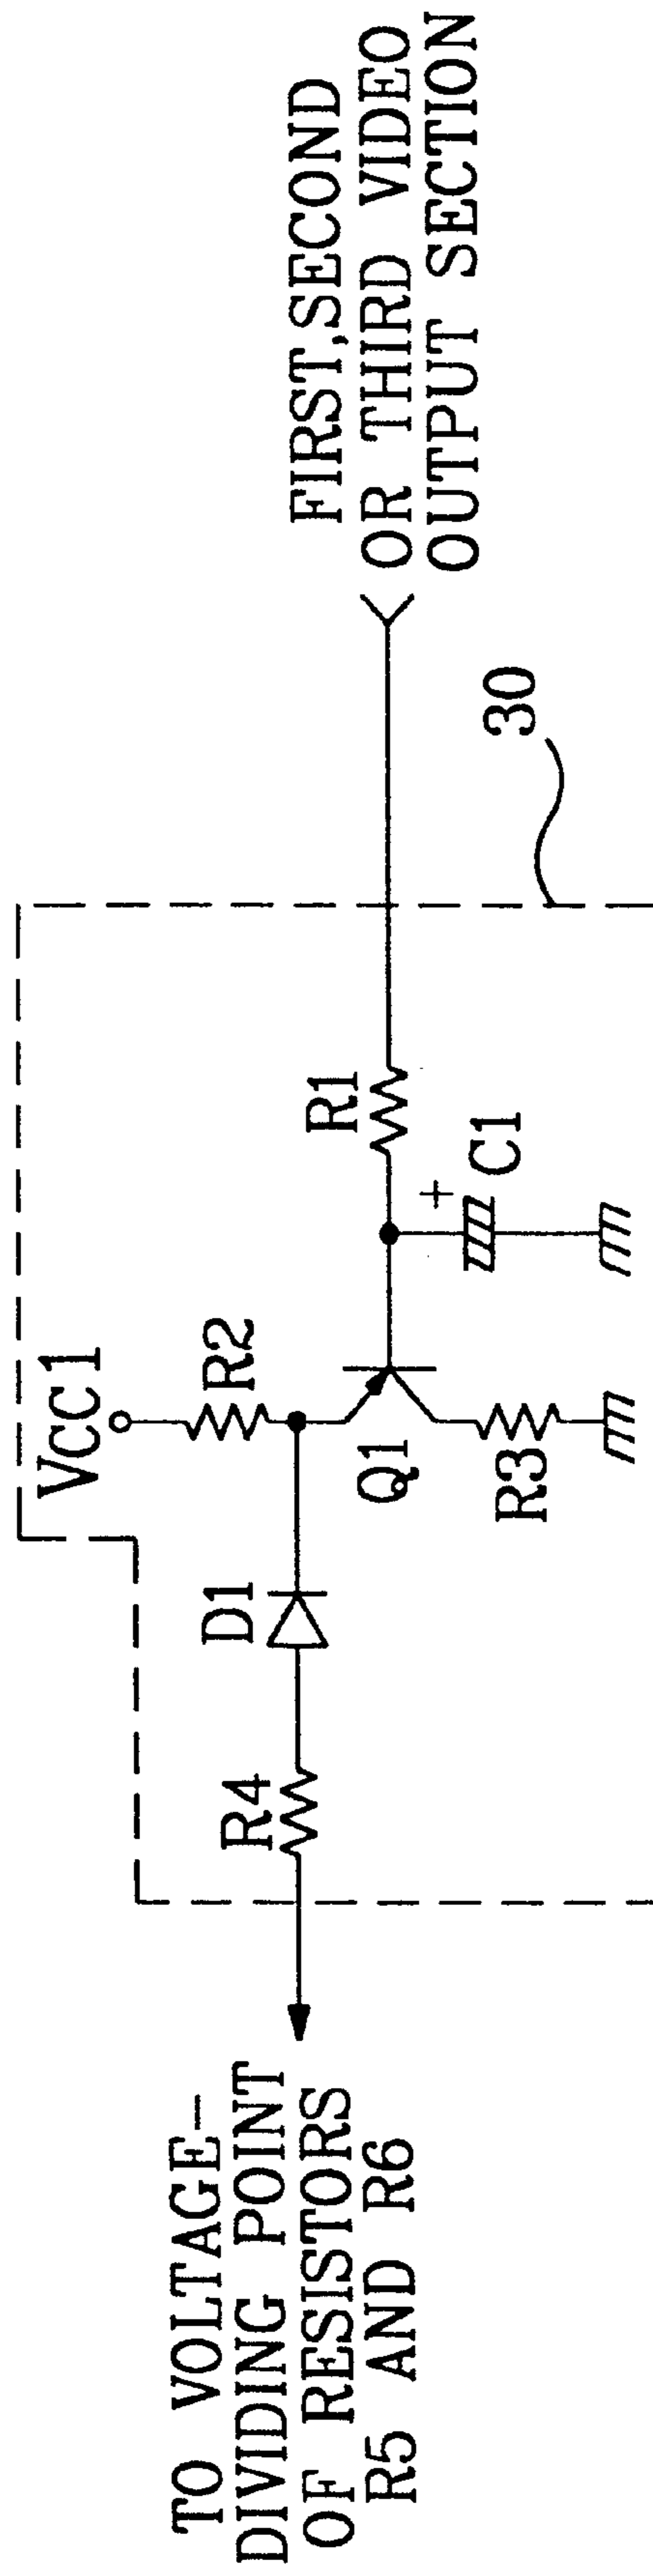 TO VOLTAGE-
DIVIDING POINT
OF RESISTORS
R5 AND R6
R4
D1
VCC1
R2
Q1
R3
R1
+
C1
30
FIRST,SECOND
OR THIRD VIDEO
OUTPUT SECTION